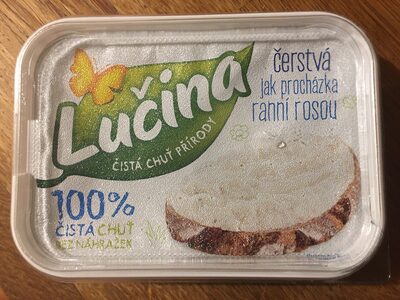 Lučina
ČISTÁ CHUŤ PŘÍRODY
čerstvá
jak procházka
ranní rosou
100%
ČISTÁ CHUŤ
BEZ NÁHRAŽEK